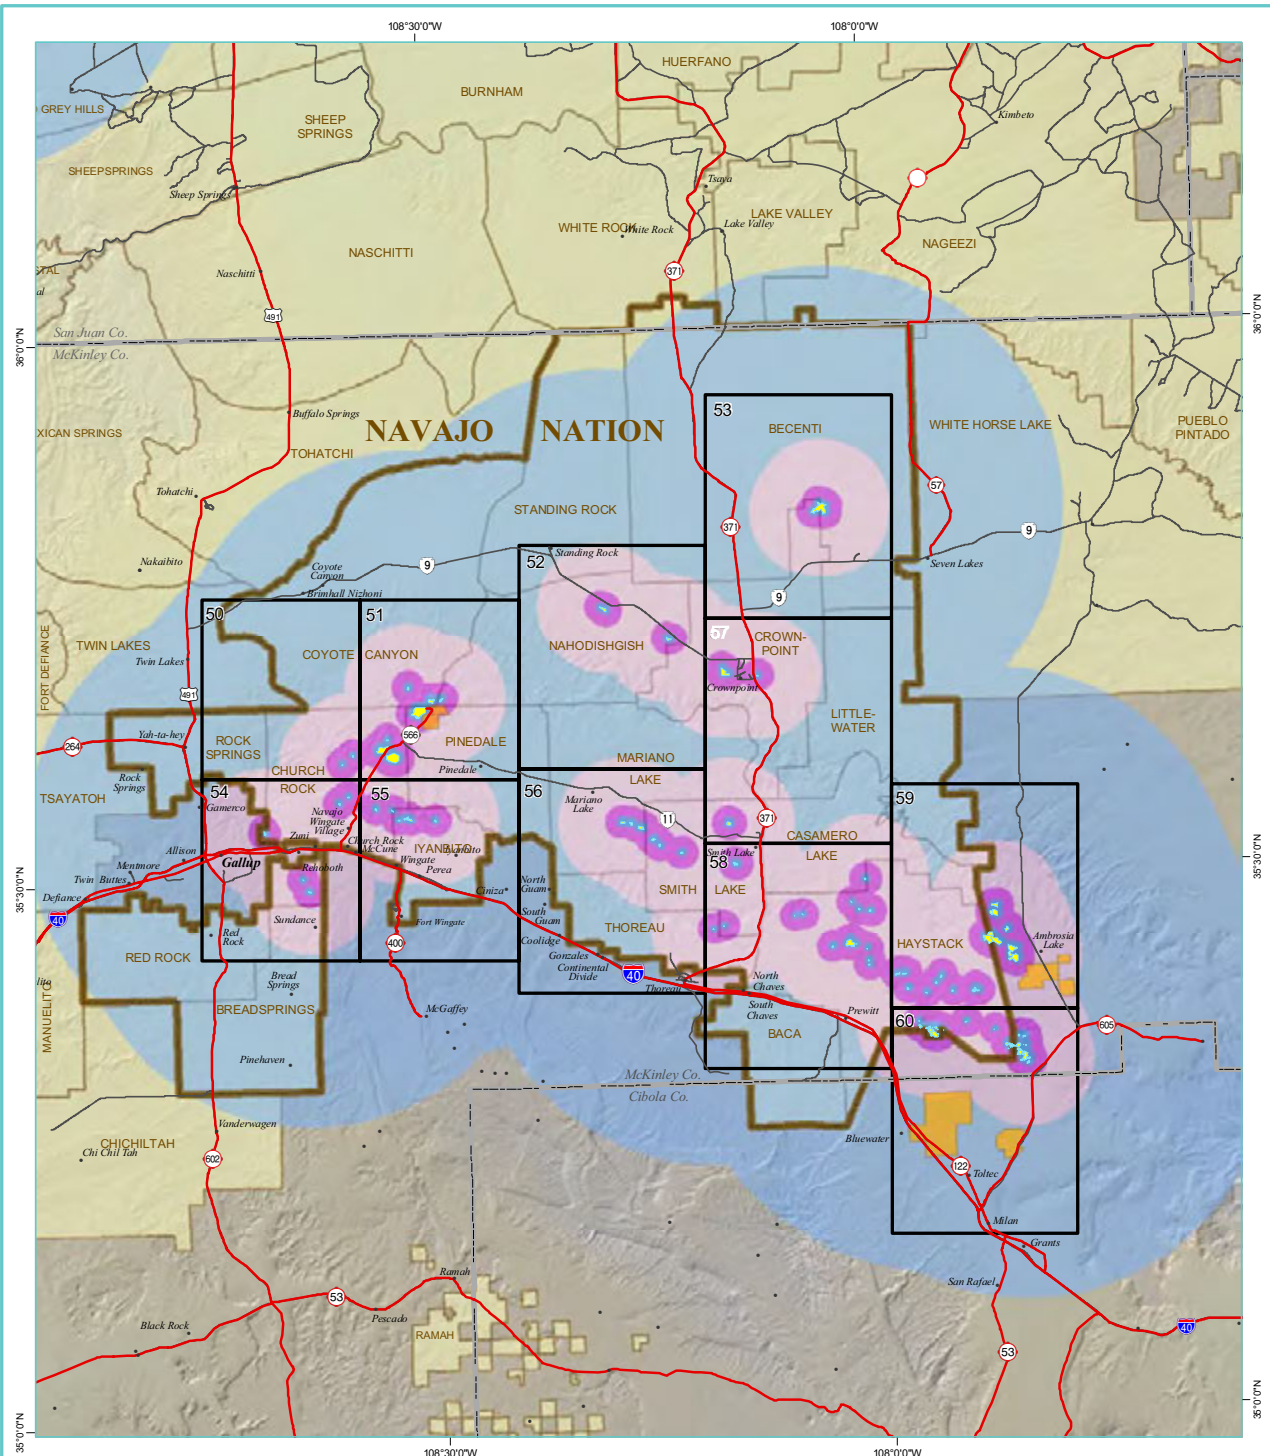 108°30'0"W
108°0'0"W
HUERFANO
BURNHAM
GREY HILLS
SHEEP
SPRINGS
Kimbeto
SHEEPSPRINGS
Sheep Springs
Tsaya
LAKE VALLEY
WHITE ROCK
White Rock
Lake Valley
NASCHITTI
NAGEEZI
Naschitti
371
491
San Juan Co.
McKinley Co.
36°0'0"N
36°0'0"N
Buffalo Springs
53
NAVAJO NATION
BECENTI
WHITE HORSE LAKE
PUEBLO
PINTADO
XICAN SPRINGS
TOHATCHI
Tohatchi
57
STANDING ROCK
371
9
Nakaibito
Coyote
Canyon
9
52
Standing Rock
Seven Lakes
Brimhall Nizhoni
9
50
51
FORT DEFIANCE
TWIN LAKES
Twin Lakes
COYOTE CANYON
NAHODISHGISH
57
CROWN-
POINT
Crownpoint
491
LITTLE-
WATER
264
Yah-ta-hey
ROCK
SPRINGS
566
PINEDALE
Pinedale
MARIANO
LAKE
Rock
Springs
CHURCH
ROCK
TSAYATOH
54
Gamerco
55
56
Mariano
Lake
59
Navajo
Wingate
Village
11
371
CASAMERO
LAKE
Zuni
Church Rock
McCune
IYANBITO
Smith Lake
58
Allison
Gallup
Mentmore
Rehoboth
Wingate
Perea
Twin Buttes
Ciniza
North
Guam
SMITH LAKE
35°30'0"N
35°30'0"N
Defiance
40
Sundance
Fort Wingate
South
Guam
THOREAU
HAYSTACK
Ambrosia
Lake
Red
Rock
400
Coolidge
Gonzales
Continental
Divide
40
RED ROCK
Bread
Springs
Thoreau
North
Chaves
South
Chaves
MANUELITO
BREADSPRINGS
McGaffey
Prewitt
60
605
BACA
Pinehaven
McKinley Co.
Cibola Co.
CHICHILTAH
Vanderwagen
Bluewater
Chi Chil Tah
602
122
Toltec
Milan
Grants
Ramah
San Rafael
53
Pescado
Black Rock
RAMAH
40
53
35°0'0"N
35°0'0"N
108°30'0"W
108°0'0"W